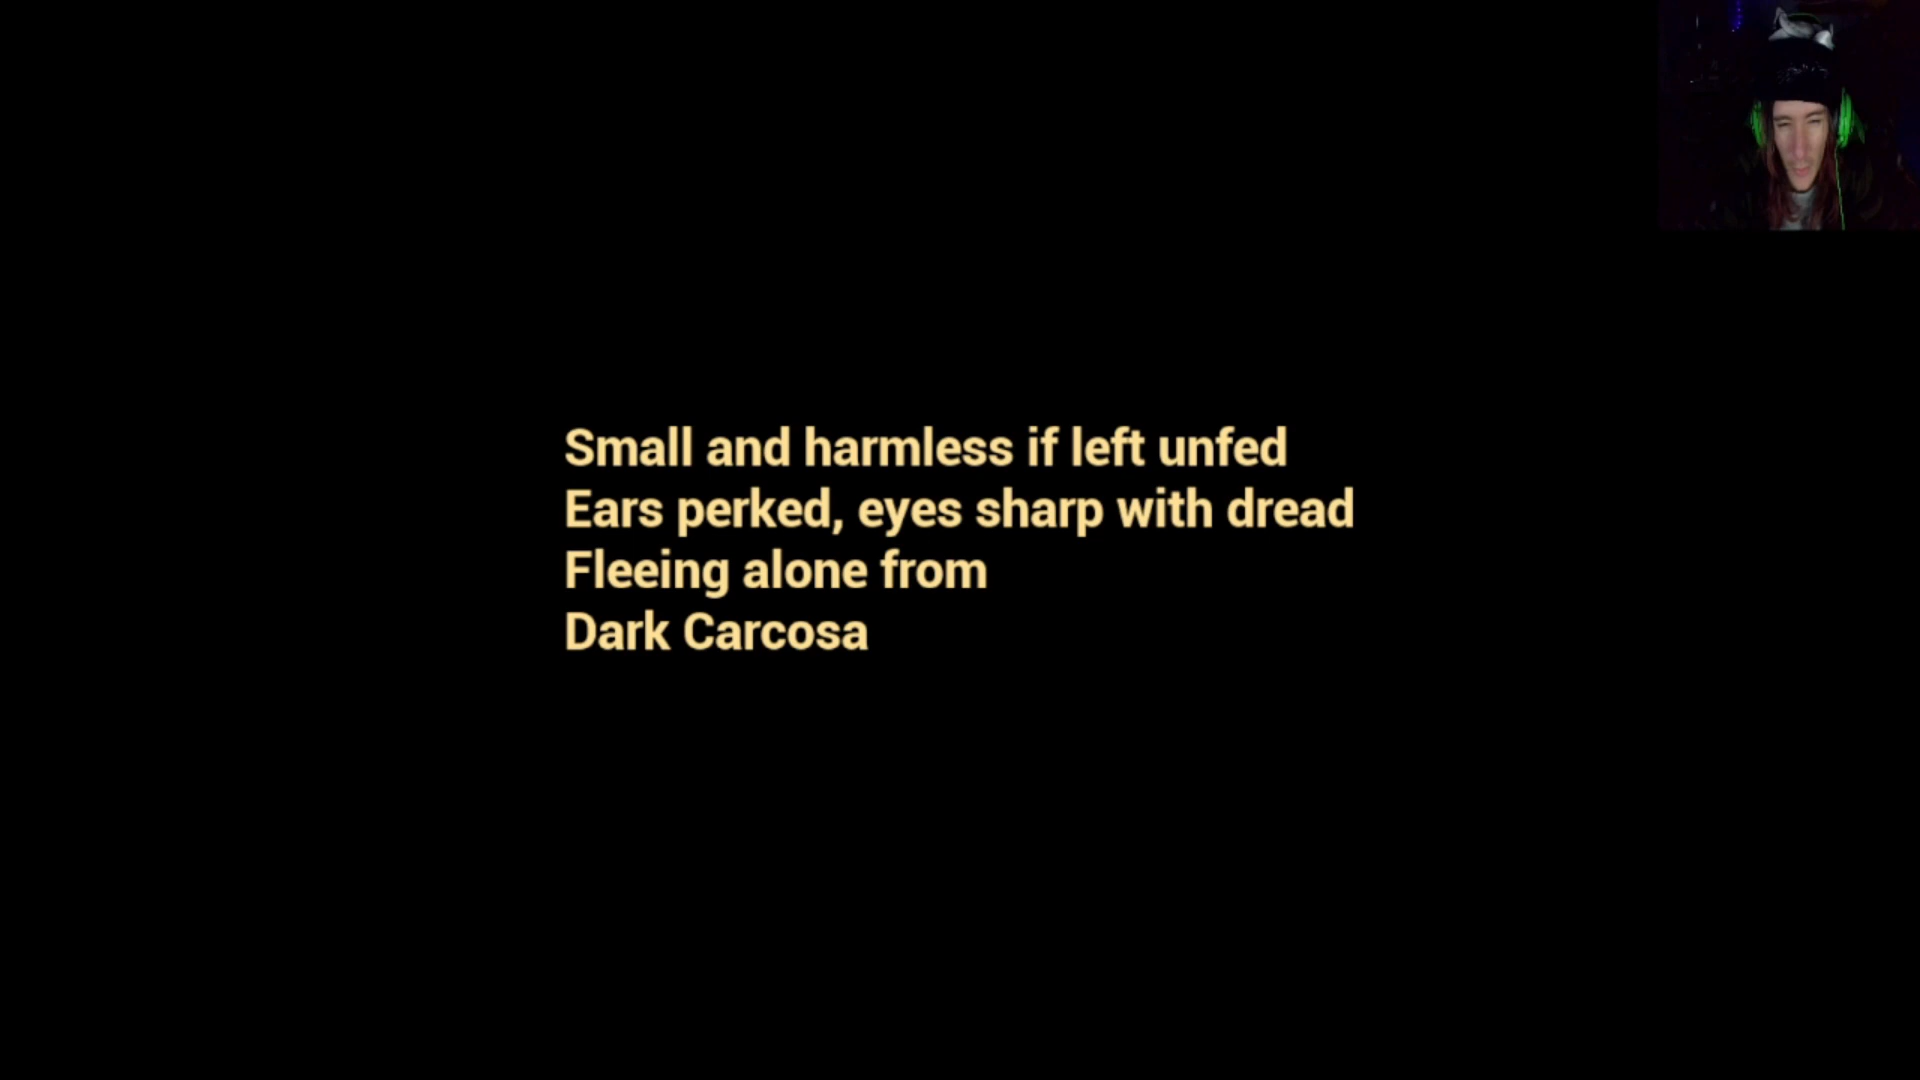 Small and harmless if left unfed
Ears perked, eyes sharp with dread
Fleeing alone from
Dark Carcosa